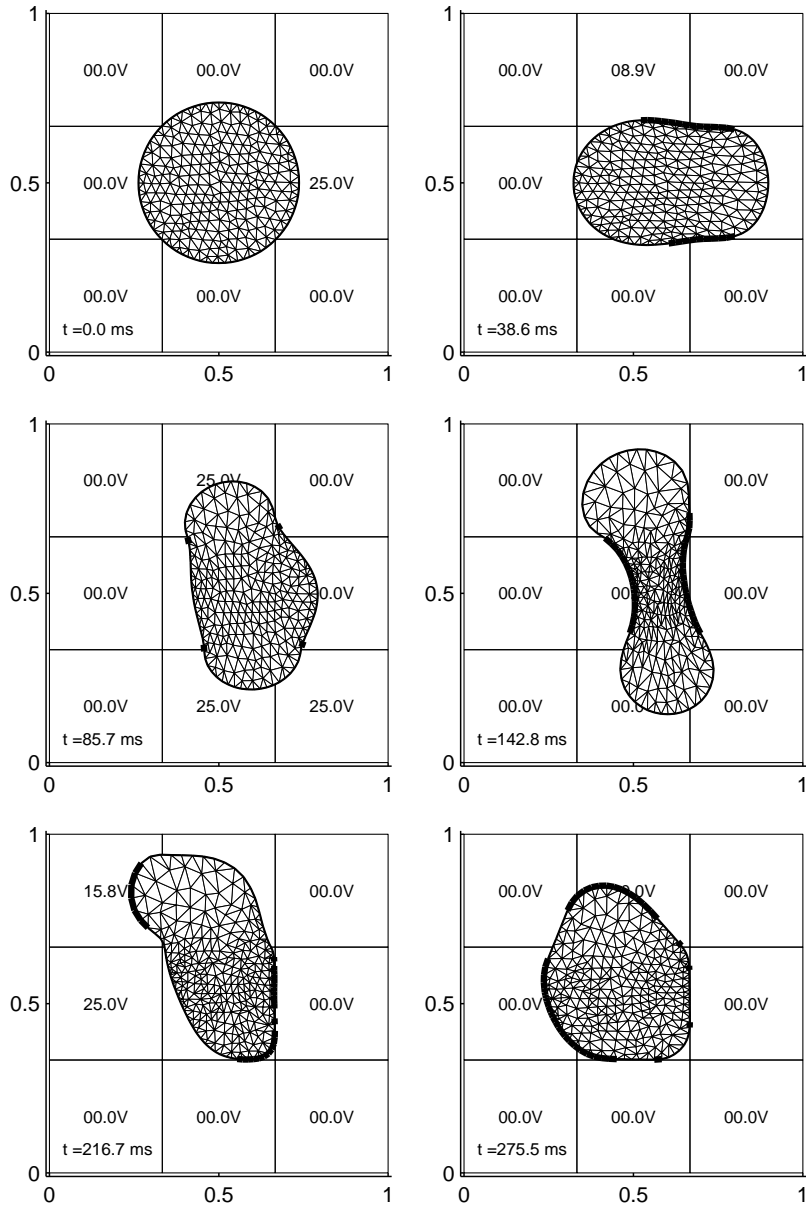 1
00.0V 00.0V 00.0V
0.5 00.0V 25.0V
00.0V 00.0V 00.0V
t =0.0 ms
0
0 0.5 1
1
00.0V 08.9V 00.0V
0.5 00.0V
00.0V 00.0V 00.0V
t =38.6 ms
0
0 0.5 1
1
00.0V 25.0V 00.0V
0.5 00.0V
00.0V 25.0V 25.0V
t =85.7 ms
0
0 0.5 1
1
00.0V 00.0V
0.5 00.0V 00.0V
00.0V 00.0V
t =142.8 ms
0
0 0.5 1
1
15.8V 00.0V
0.5 25.0V 00.0V
00.0V 00.0V 00.0V
t =216.7 ms
0
0 0.5 1
1
00.0V 00.0V
0.5 00.0V 00.0V
00.0V 00.0V 00.0V
t =275.5 ms
0
0 0.5 1